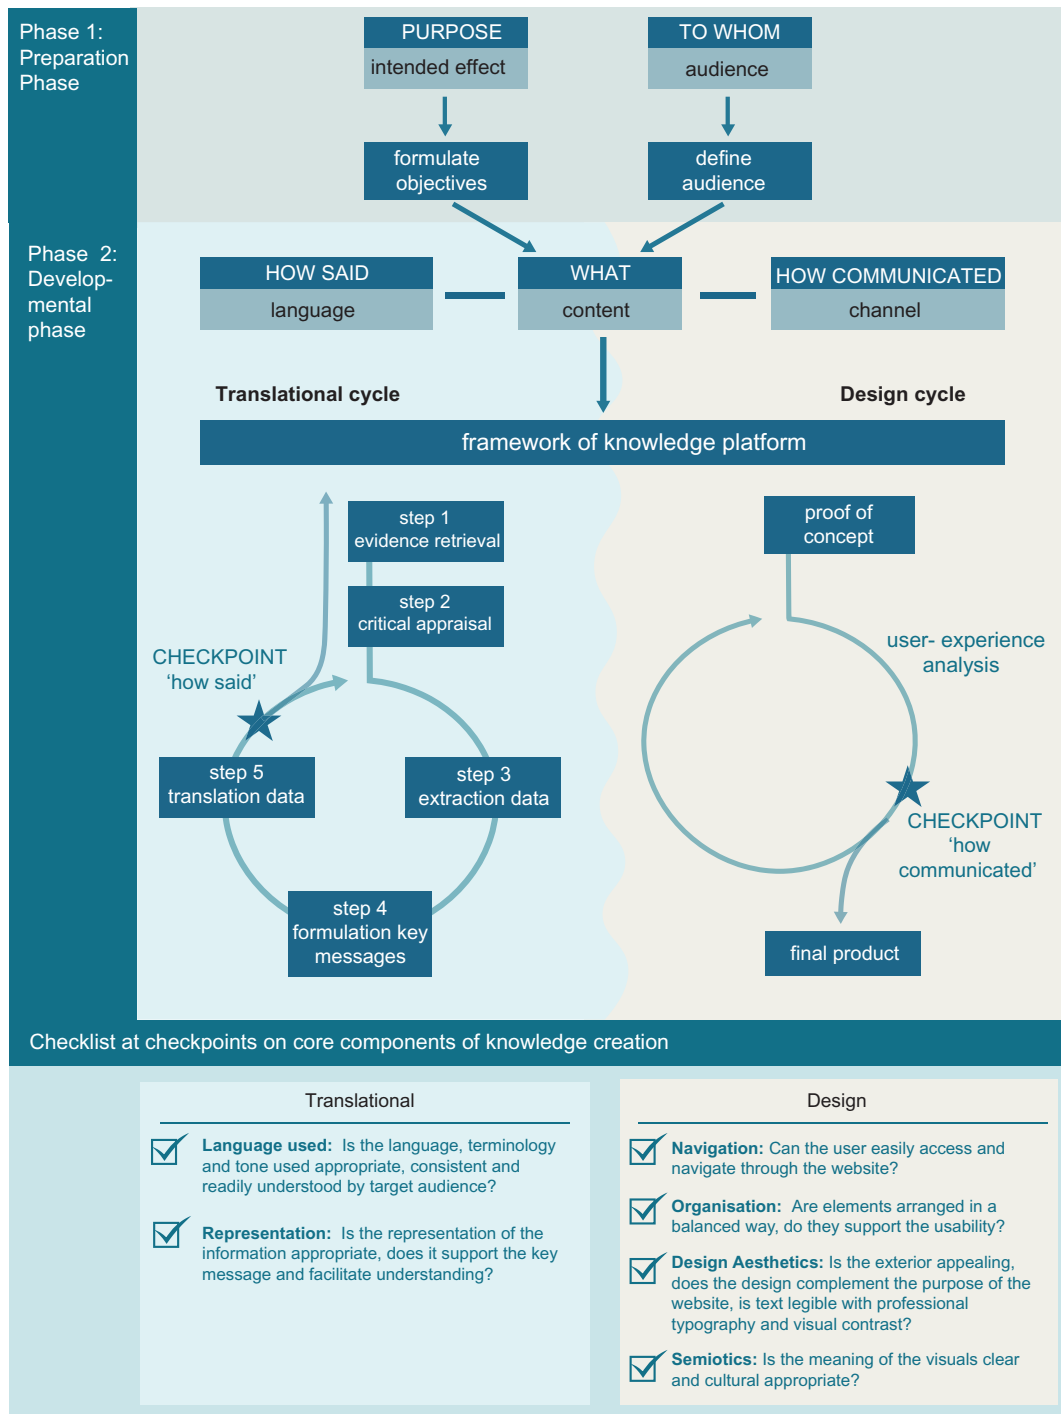 Phase 1:
Preparation
Phase
PURPOSE
intended effect
TO WHOM
audience
formulate
objectives
define
audience
Phase 2:
Develop-
mental
phase
HOW SAID
language
WHAT
content
HOW COMMUNICATED
channel
Translational cycle
Design cycle
framework of knowledge platform
step 1
evidence retrieval
step 2
critical appraisal
CHECKPOINT
‘how said’
step 5
translation data
step 3
extraction data
step 4
formulation key
messages
proof of
concept
user- experience
analysis
CHECKPOINT
‘how
communicated’
final product
Checklist at checkpoints on core components of knowledge creation
Translational
Language used: Is the language, terminology
and tone used appropriate, consistent and
readily understood by target audience?
Representation: Is the representation of the
information appropriate, does it support the key
message and facilitate understanding?
Design
Navigation: Can the user easily access and
navigate through the website?
Organisation: Are elements arranged in a
balanced way, do they support the usability?
Design Aesthetics: Is the exterior appealing,
does the design complement the purpose of the
website, is text legible with professional
typography and visual contrast?
Semiotics: Is the meaning of the visuals clear
and cultural appropriate?